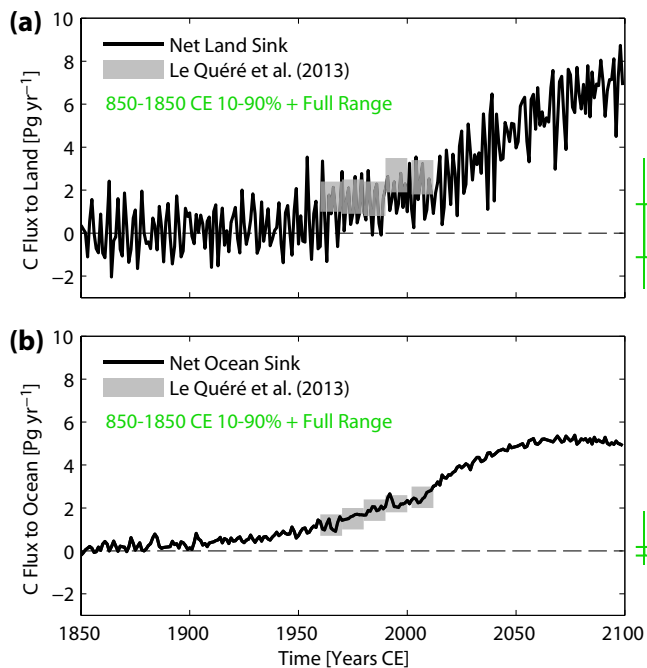 (a)
10
8
6
4
2
0
−2
C Flux to Land [Pg yr−1]
Net Land Sink
Le Quéré et al. (2013)
850-1850 CE 10-90% + Full Range
(b)
10
8
6
4
2
0
−2
C Flux to Ocean [Pg yr−1]
Net Ocean Sink
Le Quéré et al. (2013)
850-1850 CE 10-90% + Full Range
1850 1900 1950 2000 2050 2100
Time [Years CE]